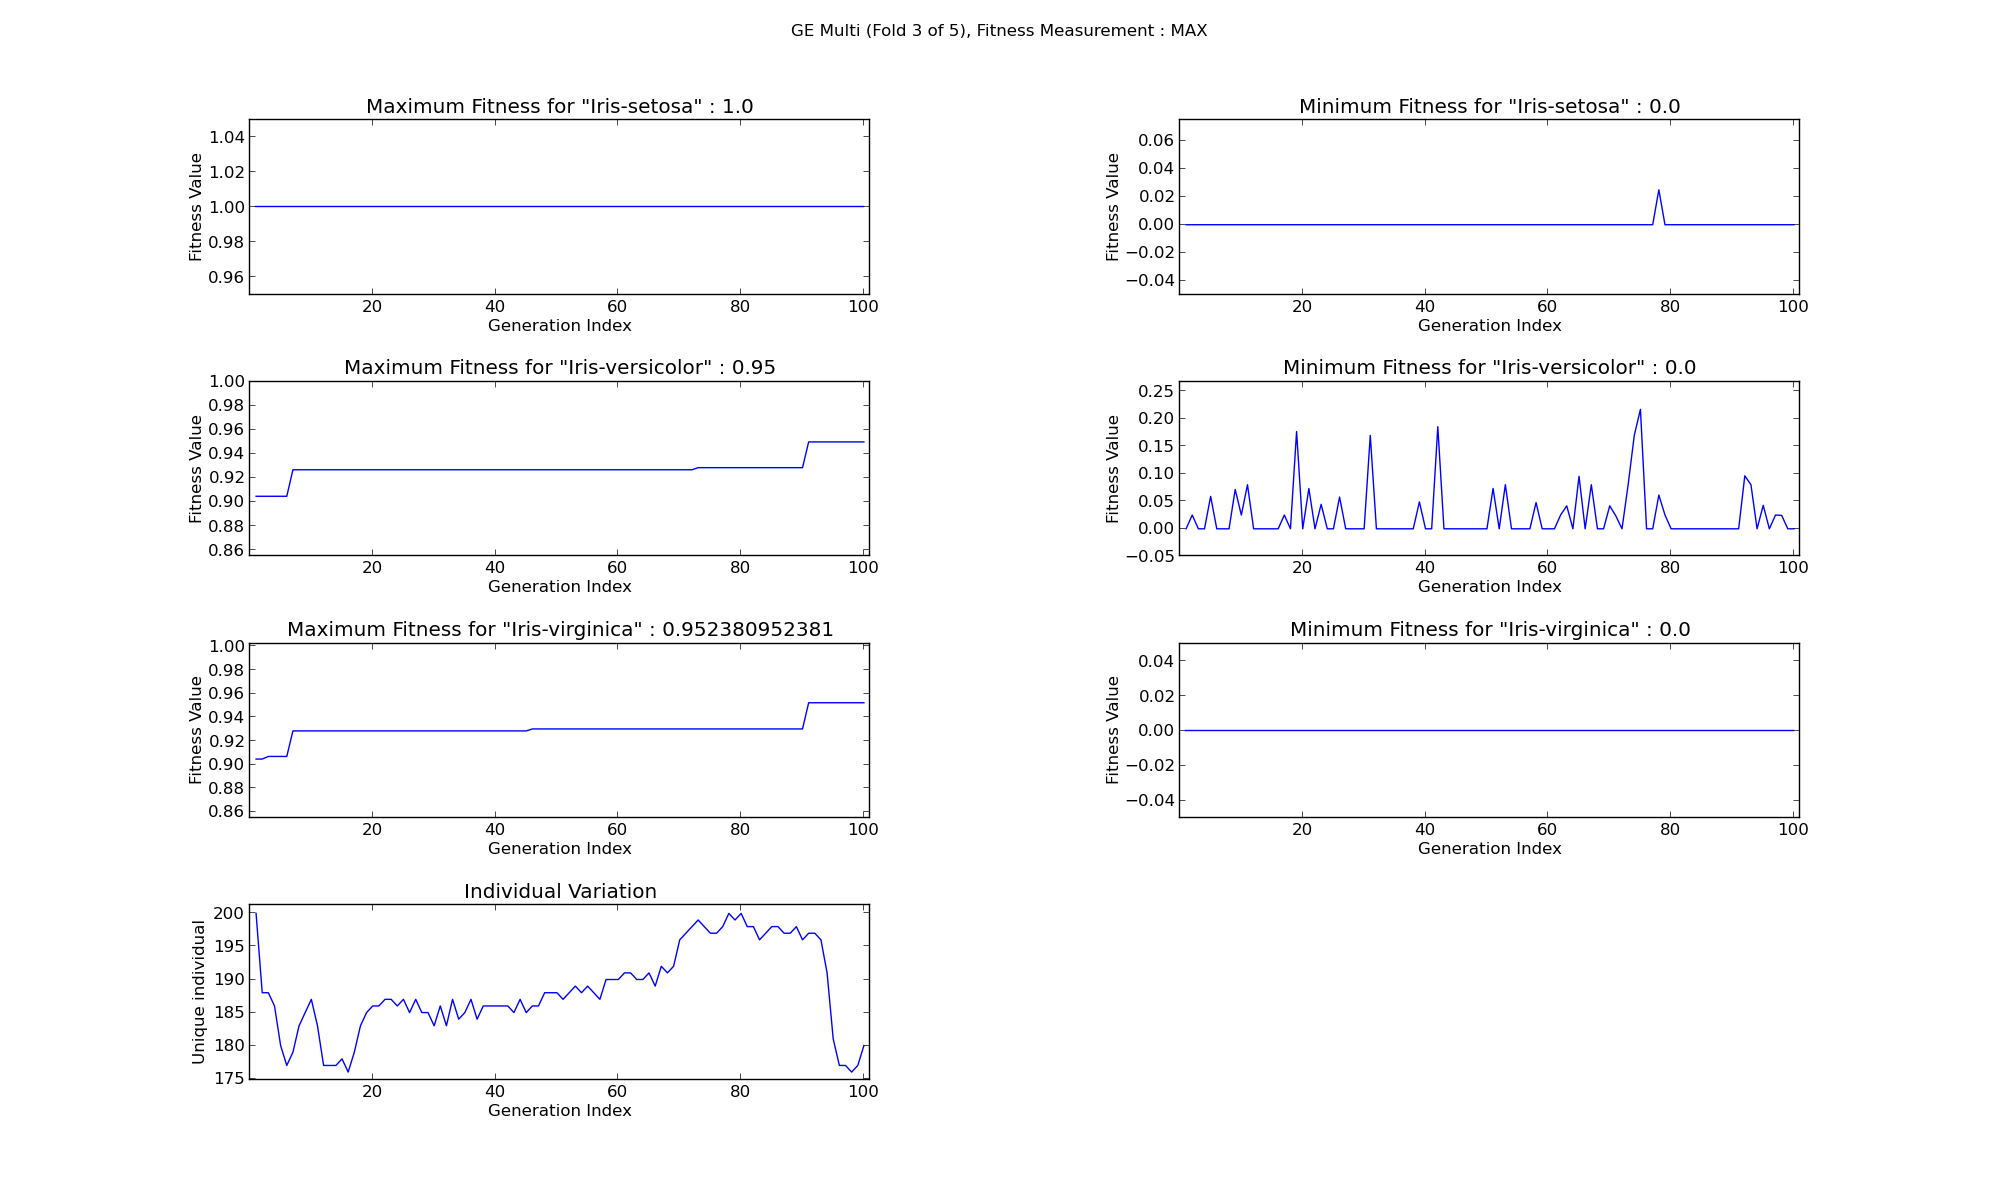 GE Multi (Fold 3 of 5), Fitness Measurement : MAX
Maximum Fitness for "Iris-setosa" : 1.0
1.04
1.02
1.00
0.98
0.96
Fitness Value
20 40 60 80 100
Generation Index
Minimum Fitness for "Iris-setosa" : 0.0
0.06
0.04
0.02
0.00
−0.02
−0.04
Fitness Value
20 40 60 80 100
Generation Index
Maximum Fitness for "Iris-versicolor" : 0.95
1.00
0.98
0.96
0.94
0.92
0.90
0.88
0.86
Fitness Value
20 40 60 80 100
Generation Index
Minimum Fitness for "Iris-versicolor" : 0.0
0.25
0.20
0.15
0.10
0.05
0.00
−0.05
Fitness Value
20 40 60 80 100
Generation Index
Maximum Fitness for "Iris-virginica" : 0.952380952381
1.00
0.98
0.96
0.94
0.92
0.90
0.88
0.86
Fitness Value
20 40 60 80 100
Generation Index
Minimum Fitness for "Iris-virginica" : 0.0
0.04
0.02
0.00
−0.02
−0.04
Fitness Value
20 40 60 80 100
Generation Index
Individual Variation
200
195
190
185
180
175
Unique individual
20 40 60 80 100
Generation Index